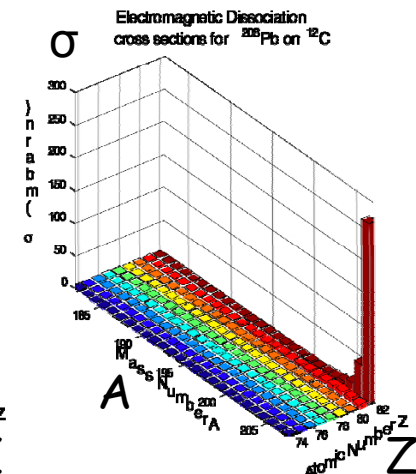 Electromagnetic Dissociation
cross sections for 208Pb on 12C
σ
300
250
200
150
100
50
0
σ (mbarn)
185
190
195
200
205
Mass Number A
A
74
76
78
80
82
Atomic Number Z
Z
z